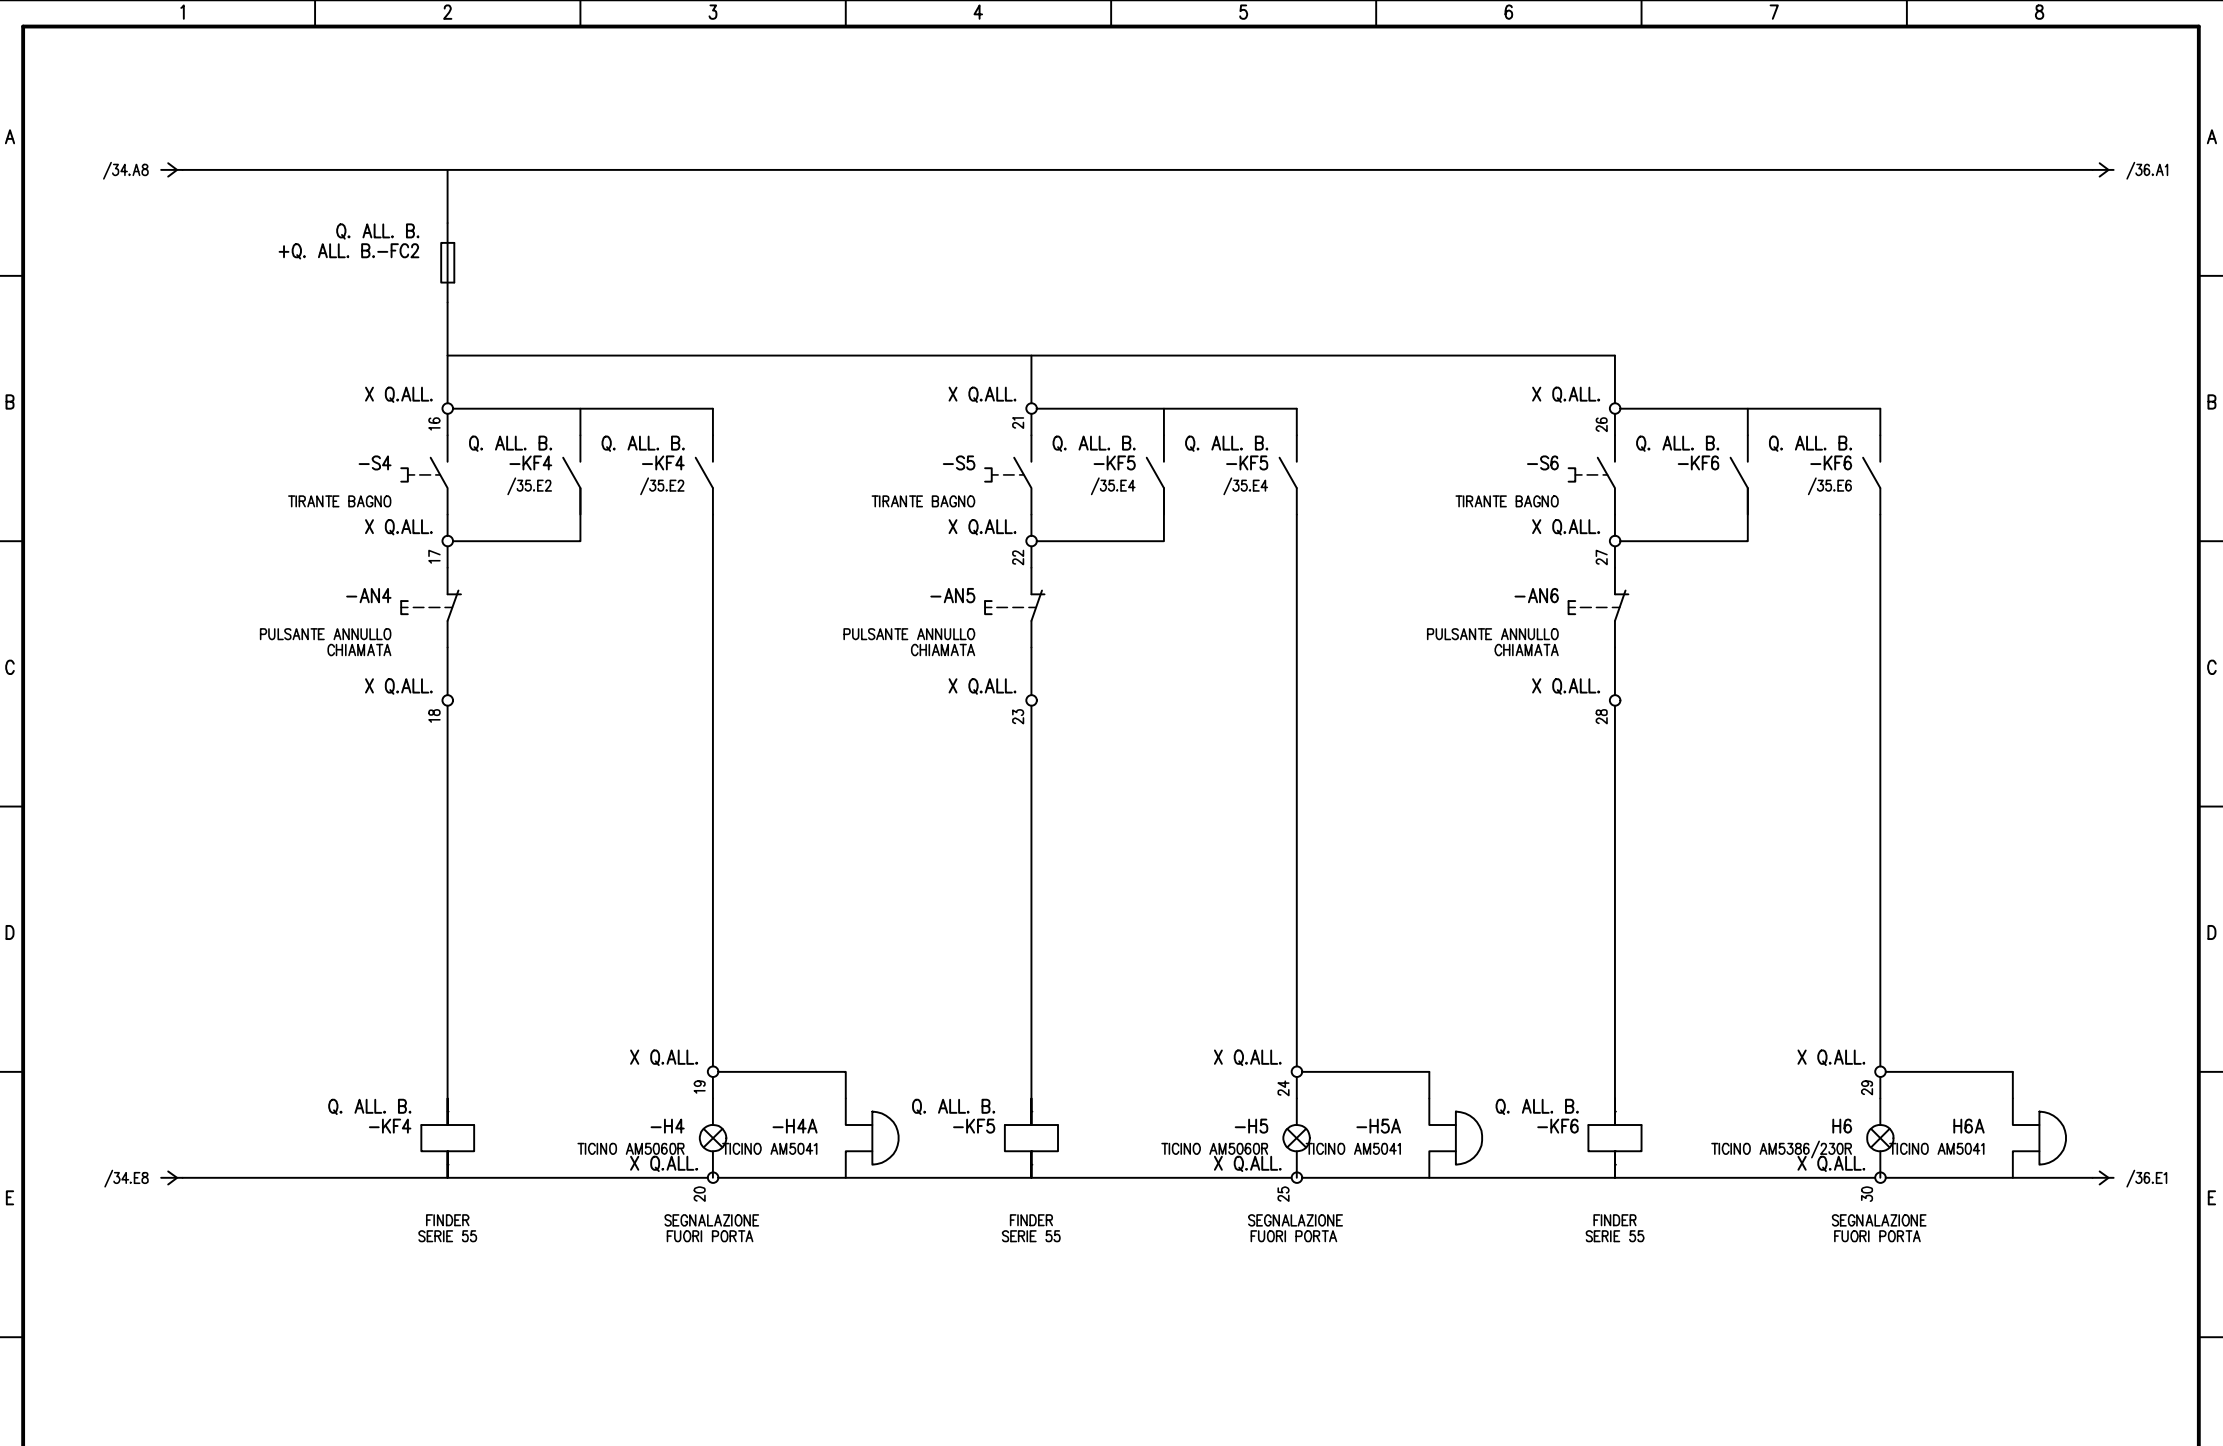 1 2 3 4 5 6 7 8
A A
/34.A8 /36.A1
Q. ALL. B.
+Q. ALL. B.-FC2
B B
X Q.ALL. X Q.ALL. X Q.ALL.
16 21 26
Q. ALL. B. Q. ALL. B. Q. ALL. B. Q. ALL. B. Q. ALL. B. Q. ALL. B.
-S4 -KF4 -KF4 -S5 -KF5 -KF5 -S6 -KF6 -KF6
/35.E2 /35.E2 /35.E4 /35.E4 /35.E6
TIRANTE BAGNO TIRANTE BAGNO TIRANTE BAGNO
X Q.ALL. X Q.ALL. X Q.ALL.
17 22 27
-AN4 E -AN5 E -AN6 E
PULSANTE ANNULLO PULSANTE ANNULLO PULSANTE ANNULLO
CHIAMATA CHIAMATA CHIAMATA
C C
X Q.ALL. X Q.ALL. X Q.ALL.
18 23 28
D D
X Q.ALL. X Q.ALL. X Q.ALL.
19 24 29
Q. ALL. B. Q. ALL. B. Q. ALL. B.
-KF4 -H4 -H4A -KF5 -H5 -H5A -KF6 H6 H6A
TICINO AM5060R TICINO AM5041 TICINO AM5060R TICINO AM5041 TICINO AM5386/230R TICINO AM5041
X Q.ALL. X Q.ALL. X Q.ALL.
/34.E8 /36.E1
20 25 30
E E
FINDER SEGNALAZIONE FINDER SEGNALAZIONE FINDER SEGNALAZIONE
SERIE 55 FUORI PORTA SERIE 55 FUORI PORTA SERIE 55 FUORI PORTA